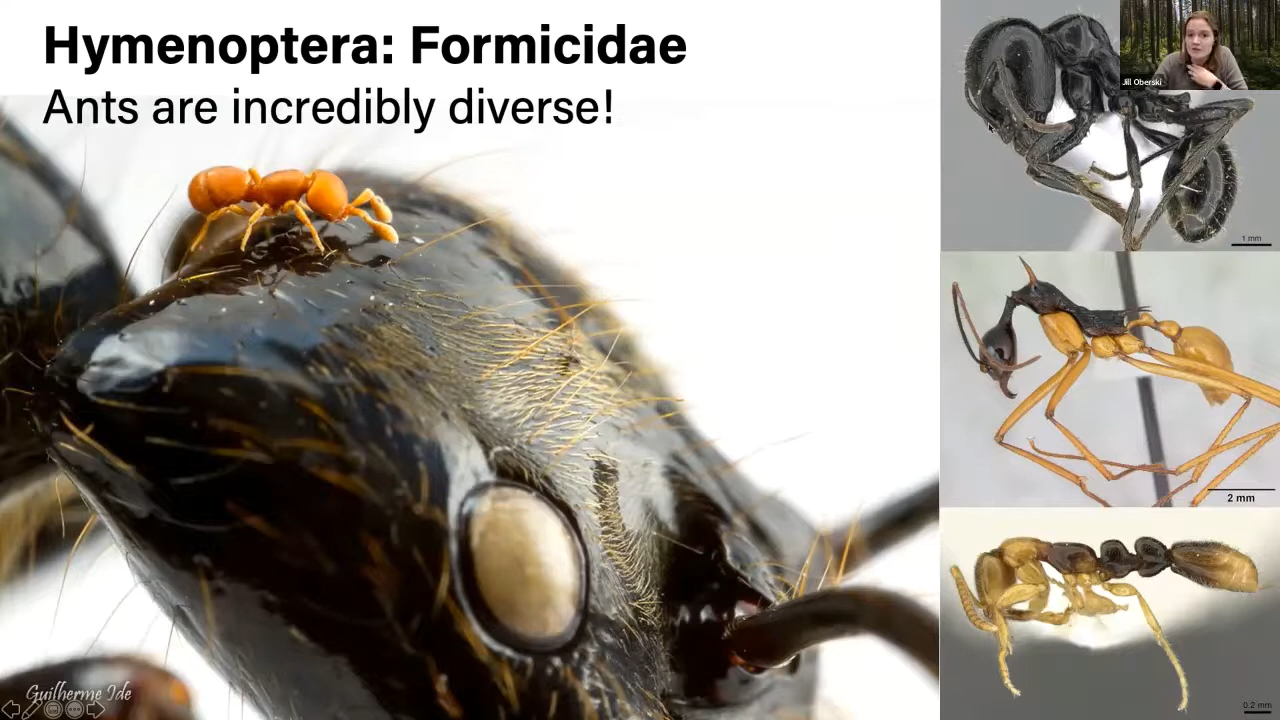 Hymenoptera: Formicidae
Ants are incredibly diverse!
Jill Oberski
1 mm
2 mm
0.2 mm
Guilherme Ide